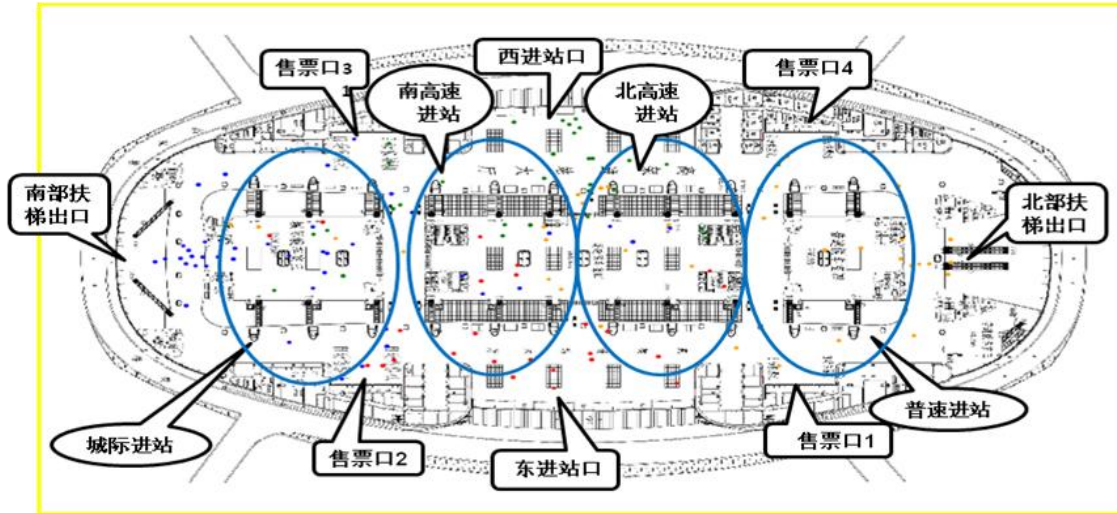 西进站口
售票口3
1
售票口4
南高速
进站
北高速
进站
南部扶
梯出口
北部扶
梯出口
城际进站
售票口2
东进站口
售票口1
普速进站